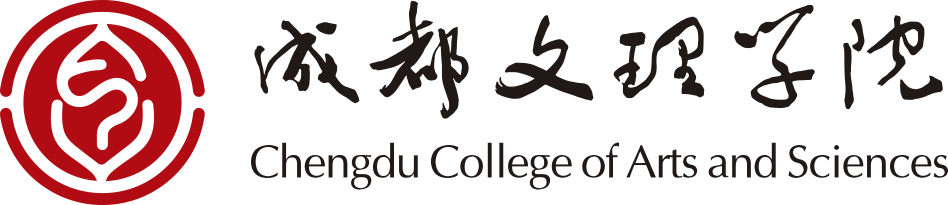 成都文理学院
Chengdu College of Arts and Sciences